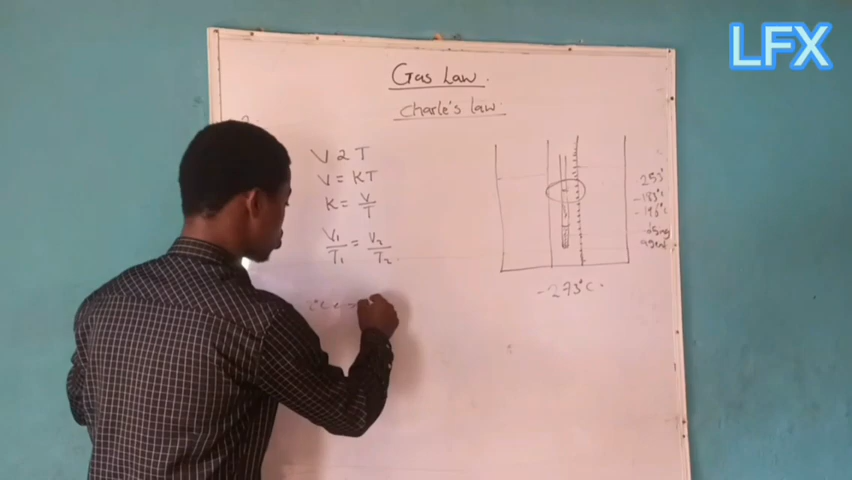 LFX
Gas Law.
Charle's law.
V α T
V = KT
K = V/T
V₁/T₁ = V₂/T₂
-273°C.